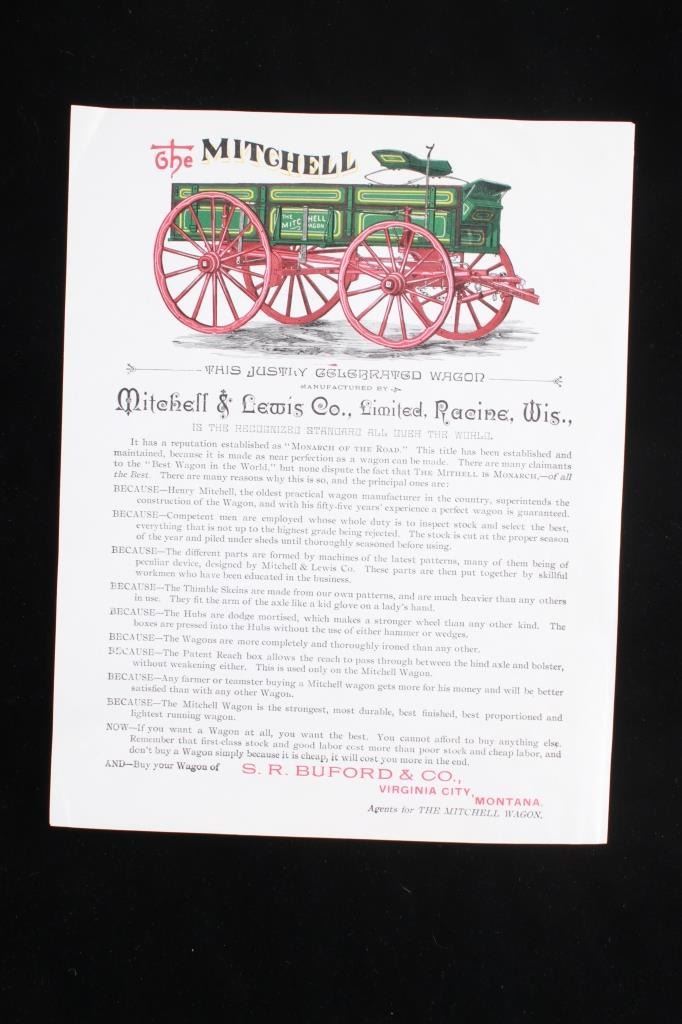 The MITCHELL
THE
MITCHELL
WAGON
THIS JUSTLY CELEBRATED WAGON
MANUFACTURED BY
Mitchell & Lewis Co., Limited, Racine, Wis.,
IS THE RECOGNIZED STANDARD ALL OVER THE WORLD.
It has a reputation established as "MONARCH OF THE ROAD." This title has been established and
maintained, because it is made as near perfection as a wagon can be made. There are many claimants
to the "Best Wagon in the World," but none dispute the fact that THE MITHELL IS MONARCH,—of all
the Best. There are many reasons why this is so, and the principal ones are:
BECAUSE—Henry Mitchell, the oldest practical wagon manufacturer in the country, superintends the
construction of the Wagon, and with his fifty-five years' experience a perfect wagon is guaranteed.
BECAUSE—Competent men are employed whose whole duty is to inspect stock and select the best,
everything that is not up to the highest grade being rejected. The stock is cut at the proper season
of the year and piled under sheds until thoroughly seasoned before using.
BECAUSE—The different parts are formed by machines of the latest patterns, many of them being of
peculiar device, designed by Mitchell & Lewis Co. These parts are then put together by skillful
workmen who have been educated in the business.
BECAUSE—The Thimble Skeins are made from our own patterns, and are much heavier than any others
in use. They fit the arm of the axle like a kid glove on a lady's hand.
BECAUSE—The Hubs are dodge mortised, which makes a stronger wheel than any other kind. The
boxes are pressed into the Hubs without the use of either hammer or wedges.
BECAUSE—The Wagons are more completely and thoroughly ironed than any other.
BECAUSE—The Patent Reach box allows the reach to pass through between the hind axle and bolster,
without weakening either. This is used only on the Mitchell Wagon.
BECAUSE—Any farmer or teamster buying a Mitchell wagon gets more for his money and will be better
satisfied than with any other Wagon.
BECAUSE—The Mitchell Wagon is the strongest, most durable, best finished, best proportioned and
lightest running wagon.
NOW—If you want a Wagon at all, you want the best. You cannot afford to buy anything else.
Remember that first-class stock and good labor cost more than poor stock and cheap labor, and
don't buy a Wagon simply because it is cheap, it will cost you more in the end.
AND—Buy your Wagon of S. R. BUFORD & CO.,
VIRGINIA CITY, MONTANA.
Agents for THE MITCHELL WAGON.